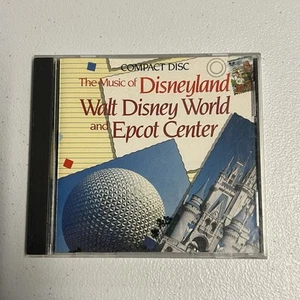 COMPACT DISC
The Music of Disneyland
Walt Disney World
and Epcot Center